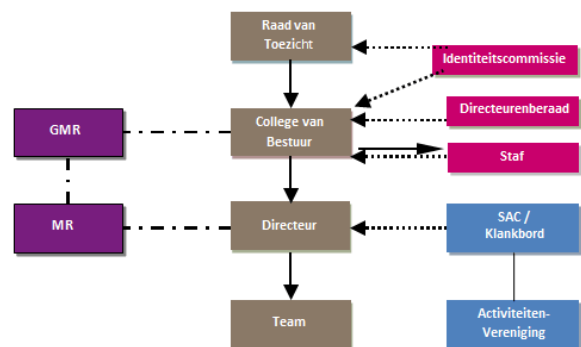 Raad van
Toezicht
Identiteitscommissie
Directeurenberaad
GMR
College van
Bestuur
Staf
MR
Directeur
SAC /
Klankbord
Team
Activiteiten-
Vereniging